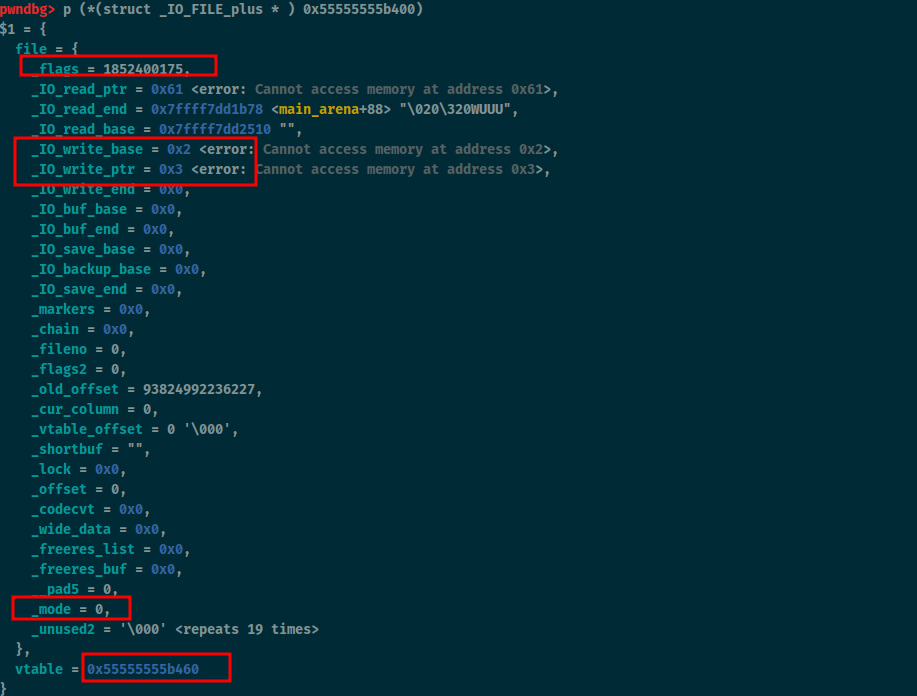 pwndbg> p (*(struct _IO_FILE_plus * ) 0x55555555b400)
$1 = {
file = {
_flags = 1852400175,
_IO_read_ptr = 0x61 <error: Cannot access memory at address 0x61>,
_IO_read_end = 0x7ffff7dd1b78 <main_arena+88> "\020\320WUUU",
_IO_read_base = 0x7ffff7dd2510 "",
_IO_write_base = 0x2 <error: Cannot access memory at address 0x2>,
_IO_write_ptr = 0x3 <error: Cannot access memory at address 0x3>,
_IO_write_end = 0x0,
_IO_buf_base = 0x0,
_IO_buf_end = 0x0,
_IO_save_base = 0x0,
_IO_backup_base = 0x0,
_IO_save_end = 0x0,
_markers = 0x0,
_chain = 0x0,
_fileno = 0,
_flags2 = 0,
_old_offset = 93824992236227,
_cur_column = 0,
_vtable_offset = 0 '\000',
_shortbuf = "",
_lock = 0x0,
_offset = 0,
_codecvt = 0x0,
_wide_data = 0x0,
_freeres_list = 0x0,
_freeres_buf = 0x0,
__pad5 = 0,
_mode = 0,
_unused2 = '\000' <repeats 19 times>
},
vtable = 0x55555555b460
}